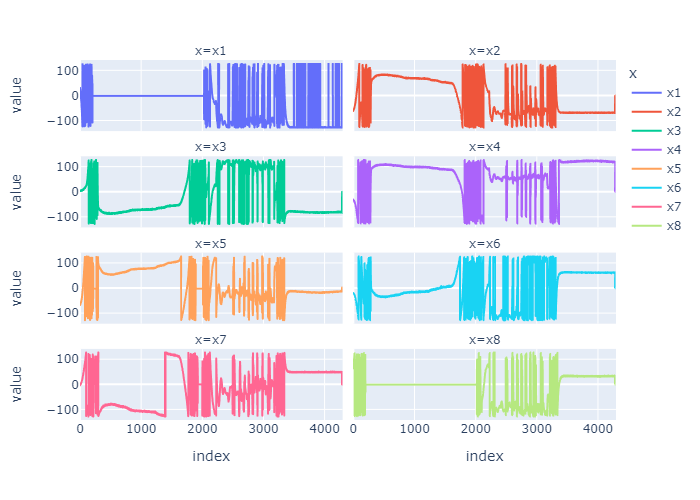 x=x1
x=x2
value
100
0
−100
x
x1
x2
x3
x4
x5
x6
x7
x8
x=x3
x=x4
value
100
0
−100
x=x5
x=x6
value
100
0
−100
x=x7
x=x8
value
100
0
−100
0
1000
2000
3000
4000
0
1000
2000
3000
4000
index
index